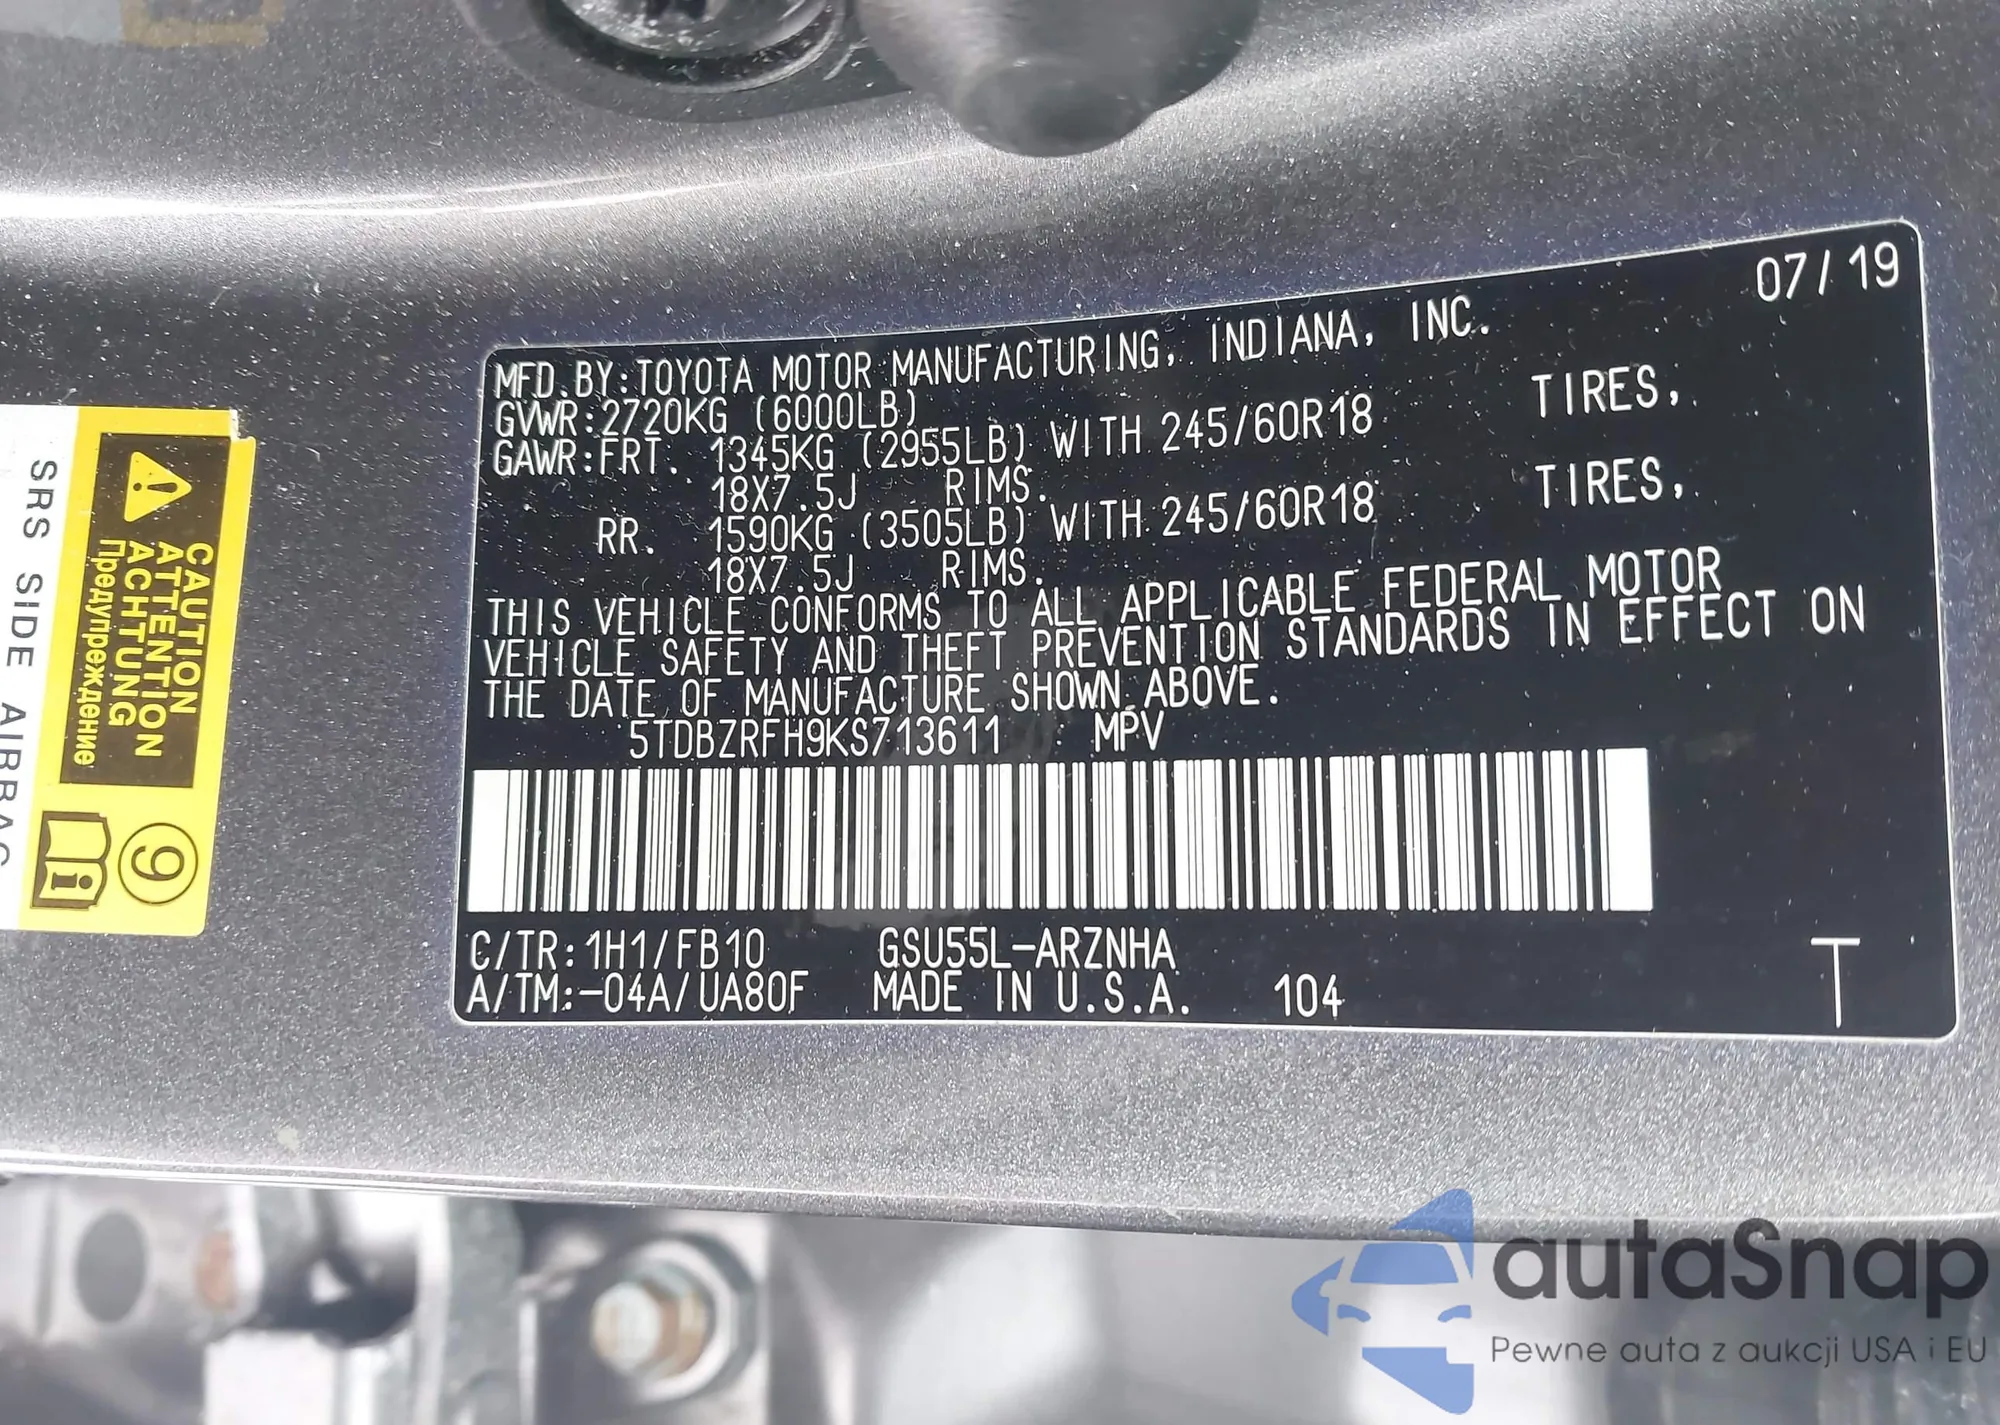 07/19
MFD.BY:TOYOTA MOTOR MANUFACTURING, INDIANA, INC.
GVWR:2720KG (6000LB)
GAWR:FRT. 1345KG (2955LB) WITH 245/60R18 TIRES,
18X7.5J RIMS.
RR. 1590KG (3505LB) WITH 245/60R18 TIRES,
18X7.5J RIMS.
THIS VEHICLE CONFORMS TO ALL APPLICABLE FEDERAL MOTOR
VEHICLE SAFETY AND THEFT PREVENTION STANDARDS IN EFFECT ON
THE DATE OF MANUFACTURE SHOWN ABOVE.
5TDBZRFH9KS713611 MPV
C/TR:1H1/FB10 GSU55L-ARZNHA
A/TM:-04A/UA80F MADE IN U.S.A. 104 T
CAUTION
ATTENTION
ACHTUNG
Предупреждение
9
i
SRS SIDE AIRBAG
autaSnap
Pewne auta z aukcji USA i EU